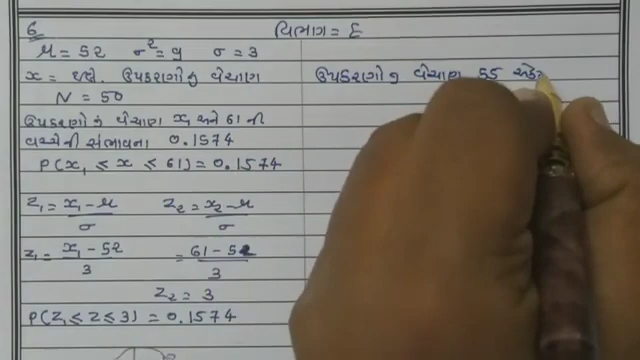 6 વિભાગ = E
μ = 52 σ² = 9 σ = 3
x = ઉપકરણોનું વેચાણ
N = 50
ઉપકરણોનું વેચાણ x₁ અને 61 ની
વચ્ચેની સંભાવના 0.1574
P(x₁ ≤ x ≤ 61) = 0.1574
Z₁ = x₁ - μ / σ Z₂ = x₂ - μ / σ
Z₁ = x₁ - 52 / 3 = 61 - 52 / 3
Z₂ = 3
P(Z₁ ≤ Z ≤ 3) = 0.1574
ઉપકરણોનું વેચાણ 55